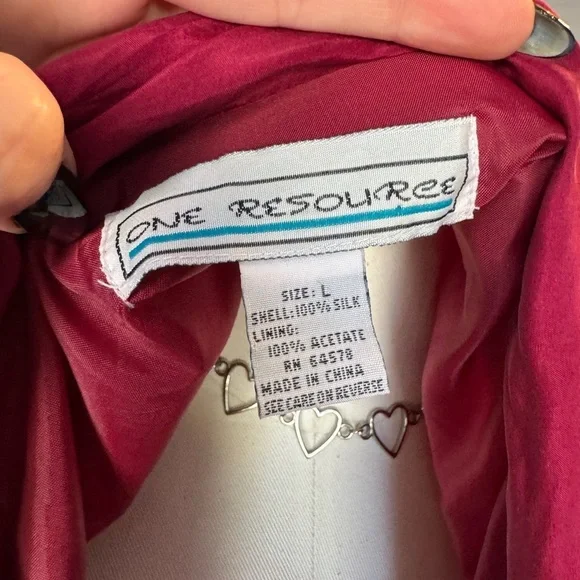 ONE RESOURCE
SIZE: L
SHELL:100% SILK
LINING:
100% ACETATE
RN 64578
MADE IN CHINA
SEE CARE ON REVERSE